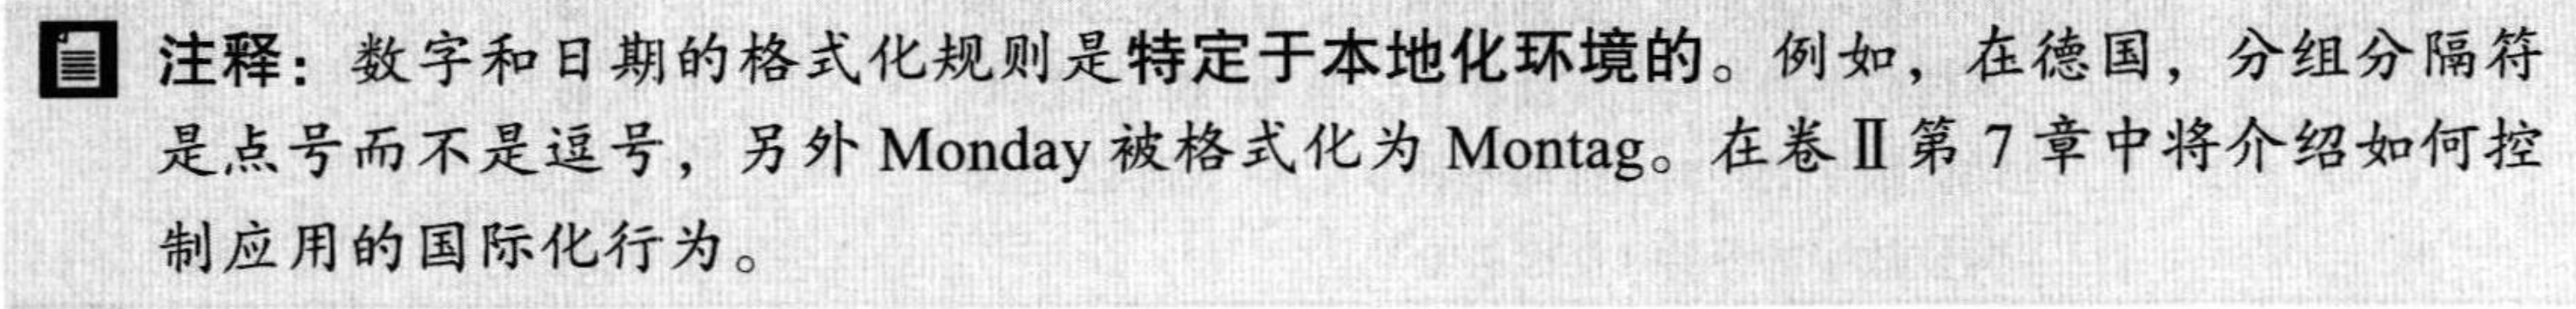 注释：数字和日期的格式化规则是特定于本地化环境的。例如，在德国，分组分隔符
是点号而不是逗号，另外 Monday 被格式化为 Montag。在卷Ⅱ第 7 章中将介绍如何控
制应用的国际化行为。